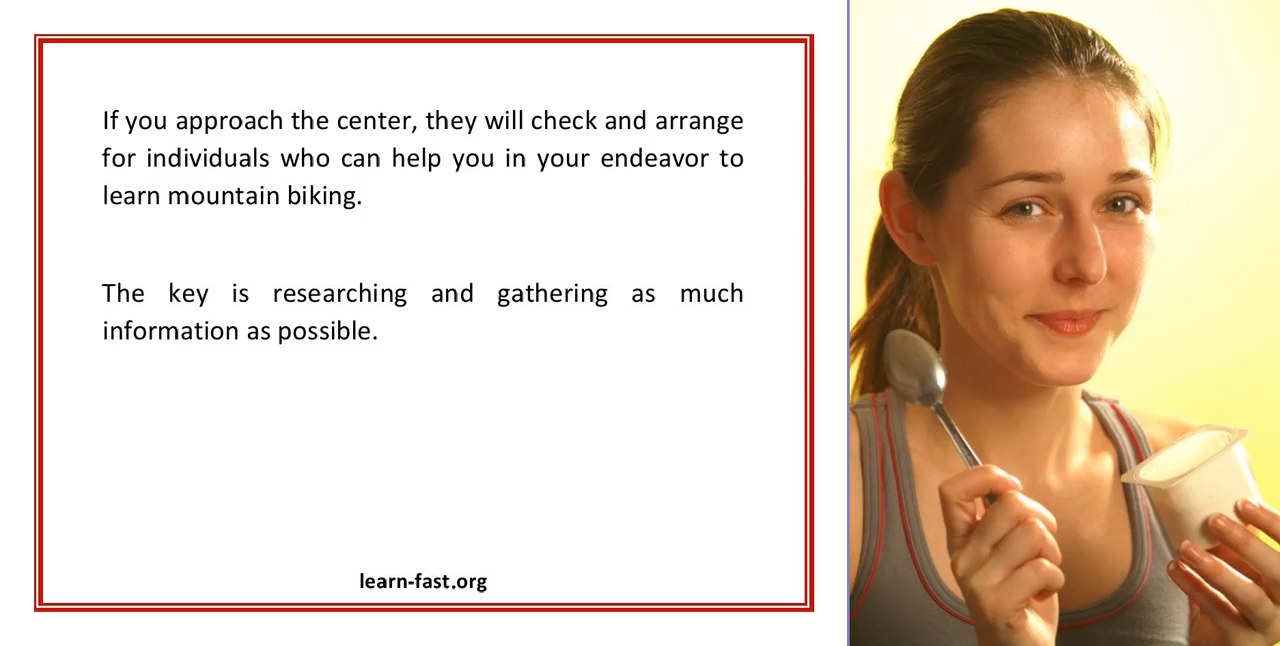 If you approach the center, they will check and arrange
for individuals who can help you in your endeavor to
learn mountain biking.
The key is researching and gathering as much
information as possible.
learn-fast.org